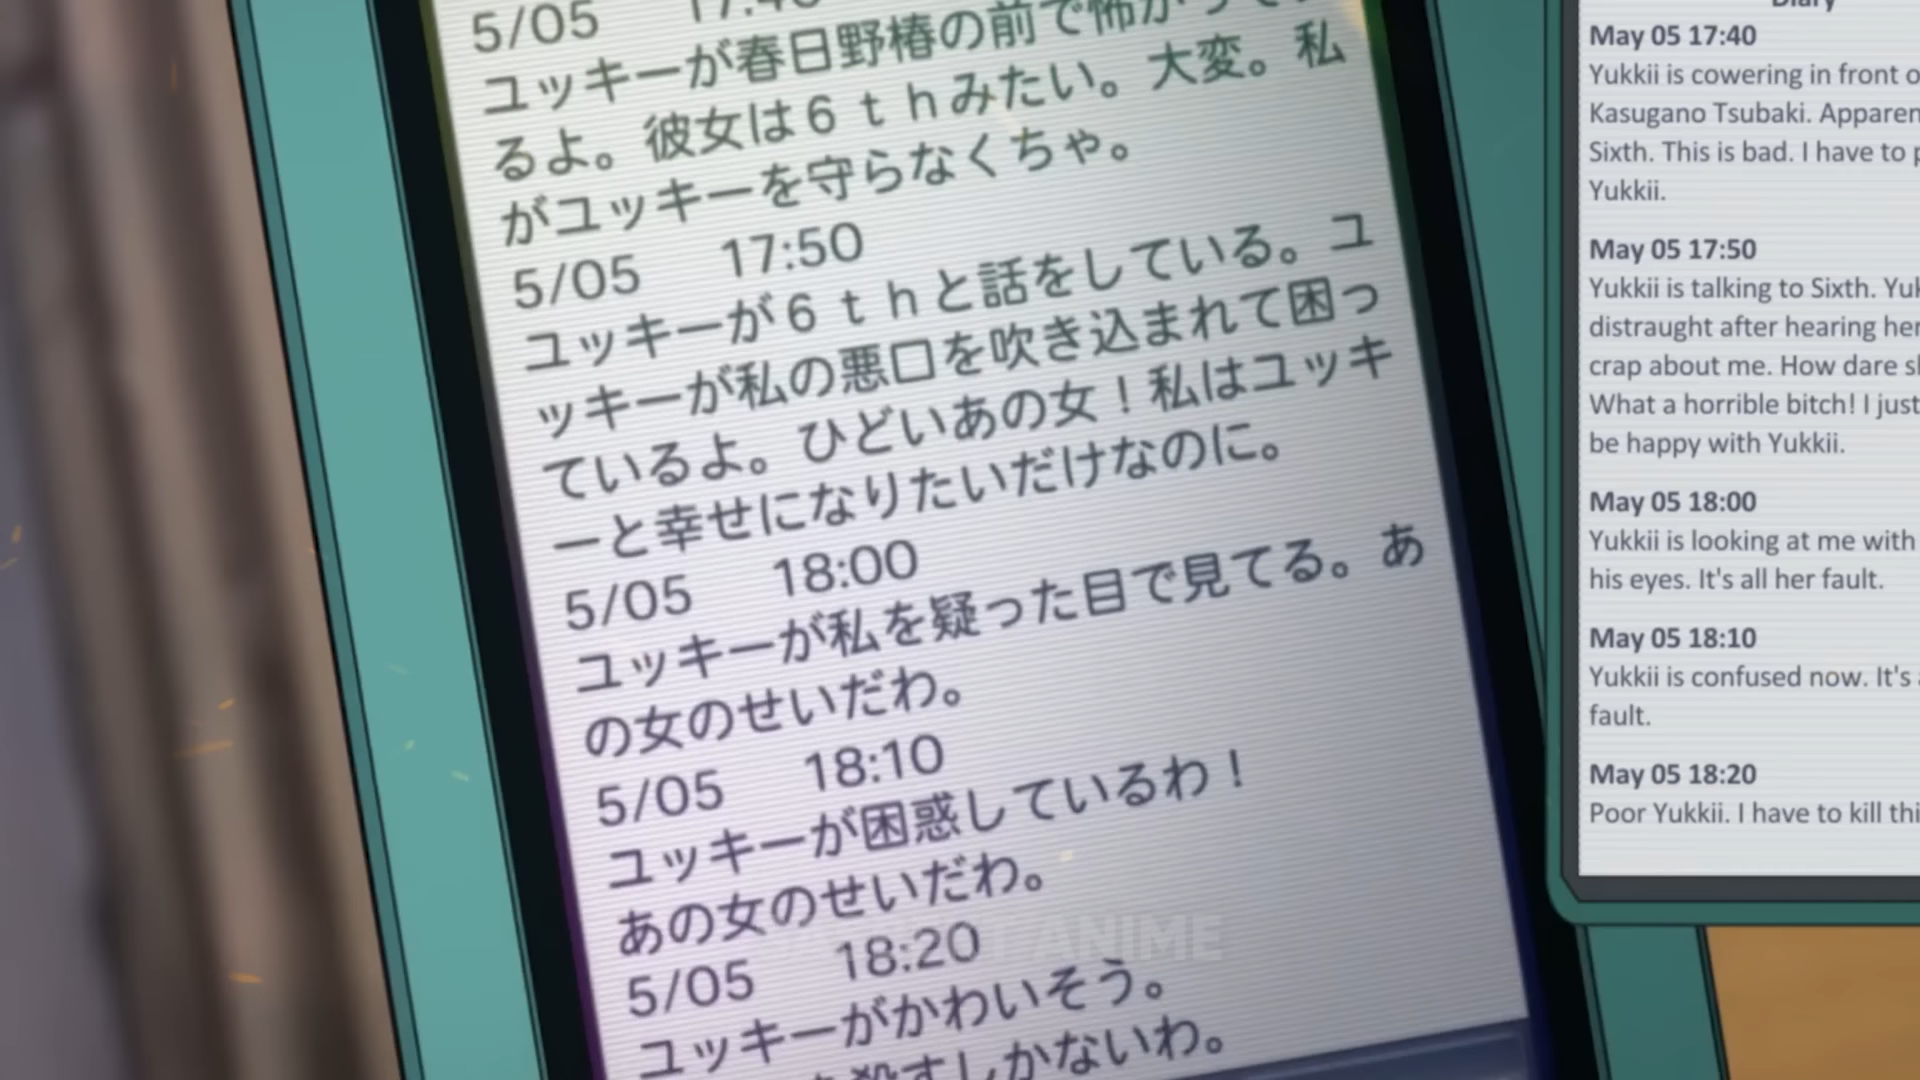 5/05 17:40
ユッキーが春日野椿の前で怖がって
るよ。彼女は6thみたい。大変。私
がユッキーを守らなくちゃ。
5/05 17:50
ユッキーが6thと話をしている。ユ
ッキーが私の悪口を吹き込まれて困っ
ているよ。ひどいあの女!私はユッキ
ーと幸せになりたいだけなのに。
5/05 18:00
ユッキーが私を疑った目で見てる。あ
の女のせいだわ。
5/05 18:10
ユッキーが困惑しているわ!
あの女のせいだわ。
5/05 18:20
ユッキーがかわいそう。
殺すしかないわ。
ANIME
Diary
May 05 17:40
Yukkii is cowering in front
Kasugano Tsubaki.
Sixth. This is bad. I have to
Yukkii.
May 05 17:50
Yukkii is talking to Sixth.
distraught after hearing
crap about me. How dare
What a horrible bitch! I just
be happy with Yukkii.
May 05 18:00
Yukkii is looking at me with
his eyes. It's all her fault.
May 05 18:10
Yukkii is confused now. It's
fault.
May 05 18:20
Poor Yukkii. I have to kill